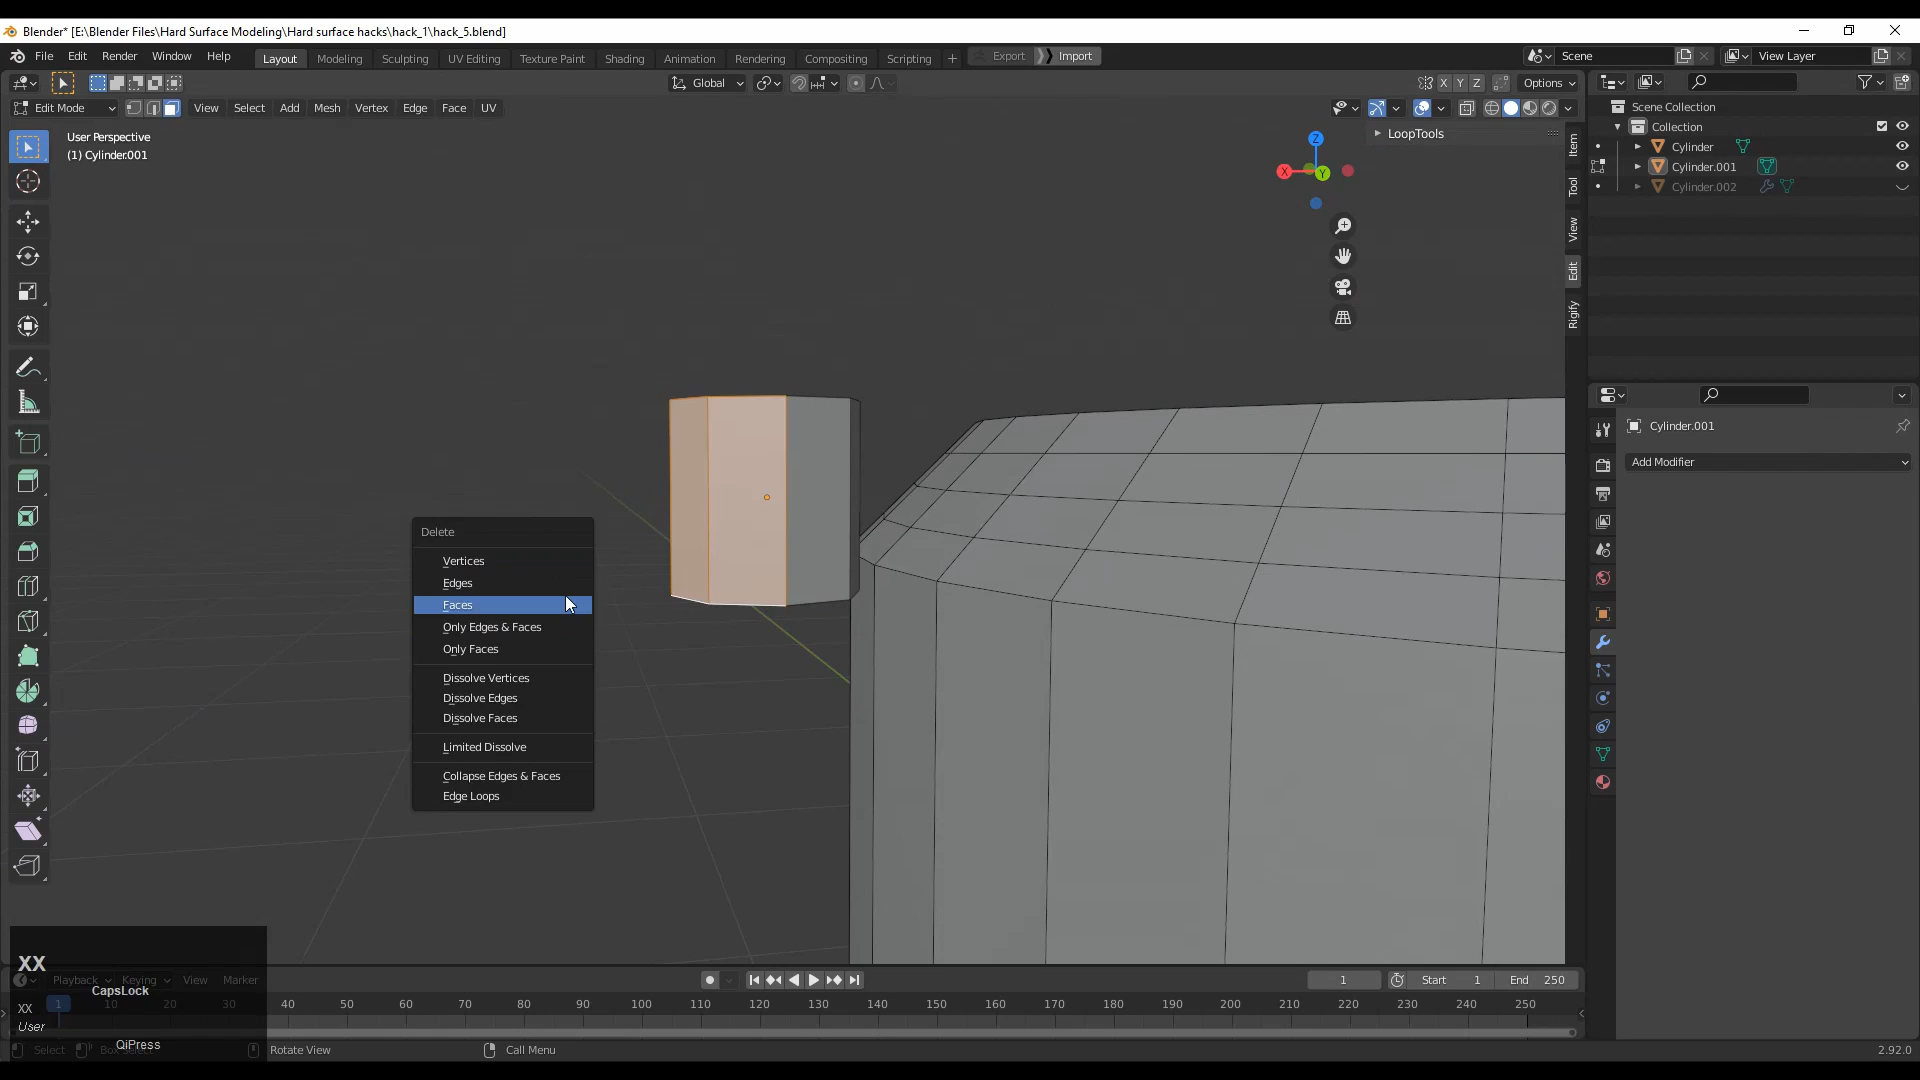 Blender* [E:\Blender Files\Hard Surface Modeling\Hard surface hacks\hack_1\hack_5.blend]
File Edit Render Window Help Layout Modeling Sculpting UV Editing Texture Paint Shading Animation Rendering Compositing Scripting + Export Import Scene View Layer
Global X Y Z Options
Edit Mode View Select Add Mesh Vertex Edge Face UV
User Perspective
(1) Cylinder.001
LoopTools
Z
X
Y
Item
Tool
View
Edit
Rigify
Scene Collection
Collection
Cylinder
Cylinder.001
Cylinder.002
Cylinder.001
Add Modifier
Delete
Vertices
Edges
Faces
Only Edges & Faces
Only Faces
Dissolve Vertices
Dissolve Edges
Dissolve Faces
Limited Dissolve
Collapse Edges & Faces
Edge Loops
XX
CapsLock
XX
User
QiPress
Playback Keying View Marker
1 Start 1 End 250
1 10 20 30 40 50 60 70 80 90 100 110 120 130 140 150 160 170 180 190 200 210 220 230 240 250
Select Box Select Rotate View Call Menu 2.92.0